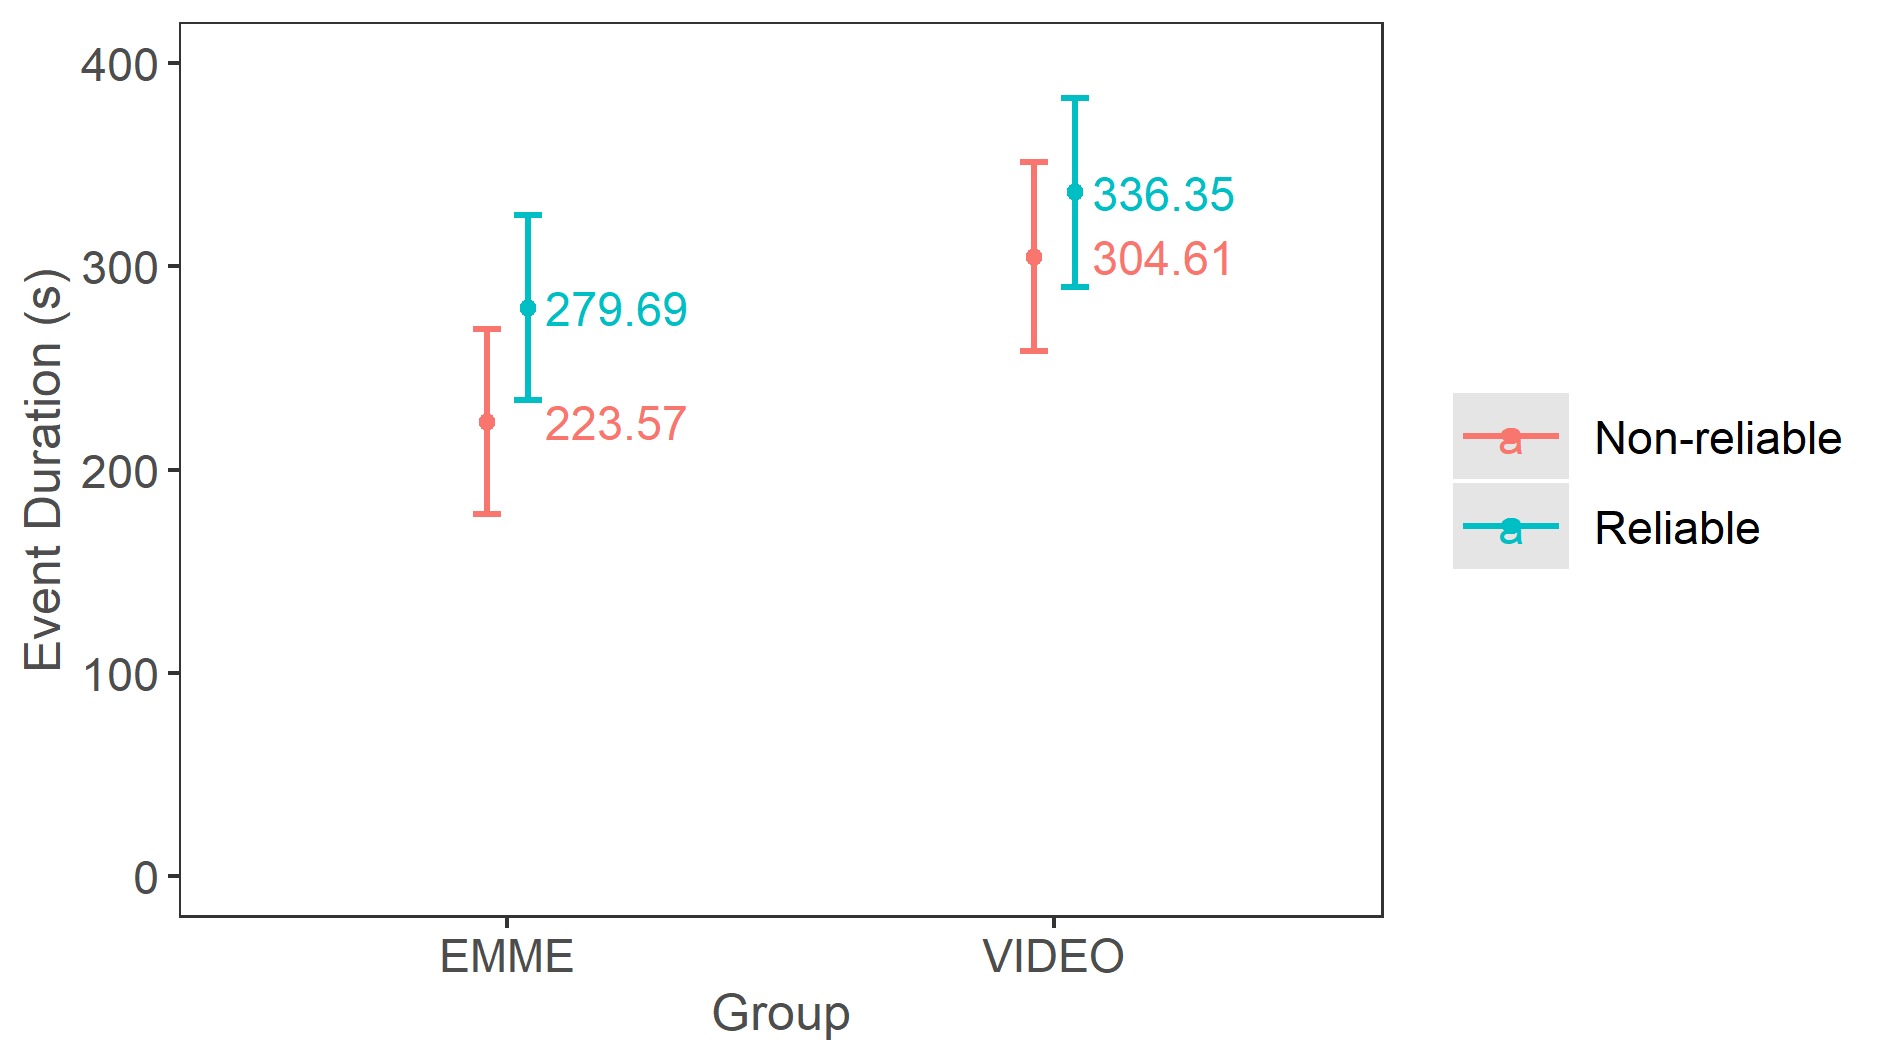 400
300
200
100
0
Event Duration (s)
279.69
223.57
336.35
304.61
EMME
VIDEO
Group
a Non-reliable
a Reliable